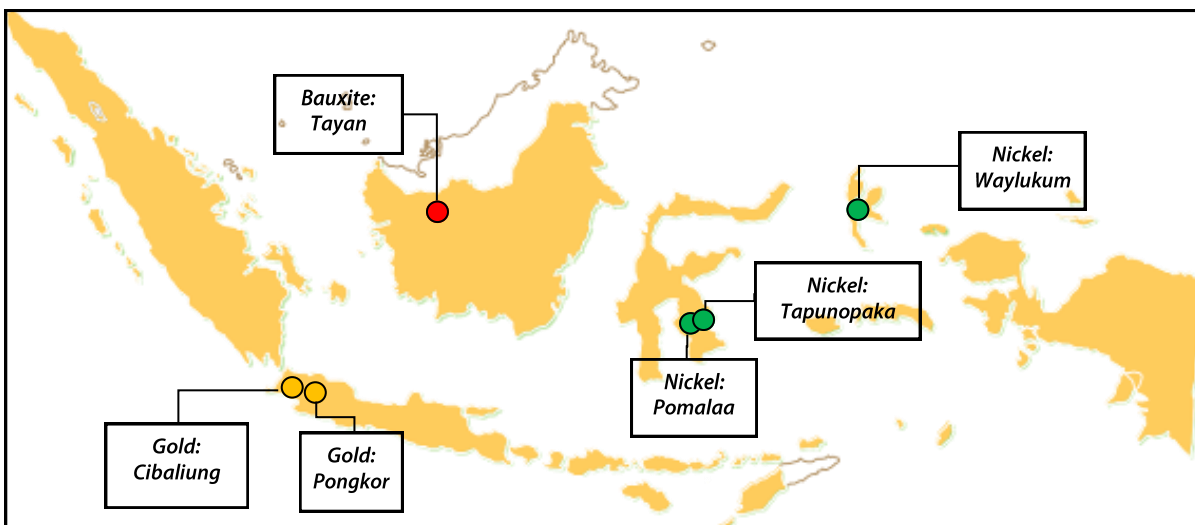 Bauxite:
Tayan
Nickel:
Waylukum
Nickel:
Tapunopaka
Nickel:
Pomalaa
Gold:
Cibaliung
Gold:
Pongkor